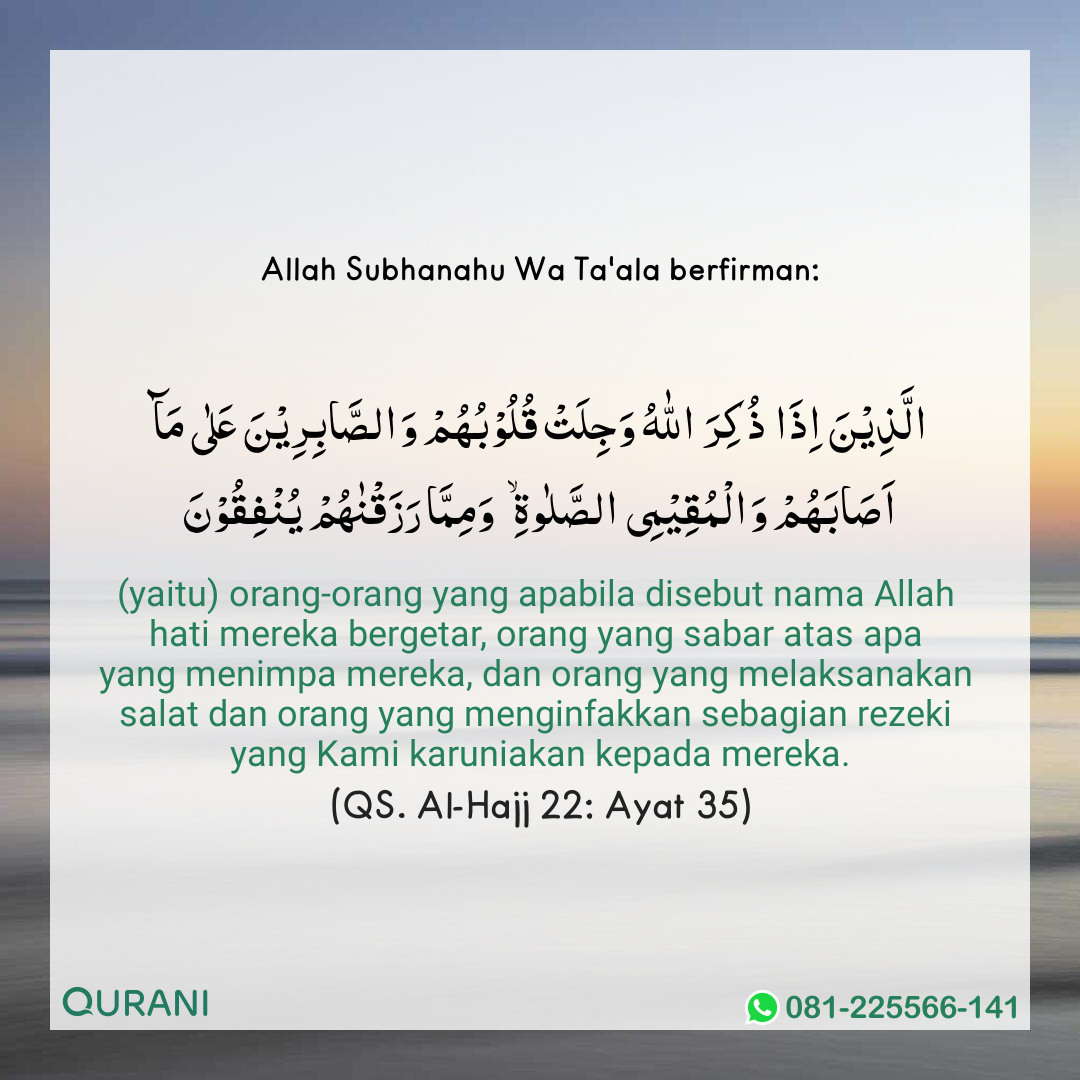 Allah Subhanahu Wa Ta'ala berfirman:
الَّذِيْنَ اِذَا ذُكِرَ اللّٰهُ وَجِلَتْ قُلُوْبُهُمْ وَالصَّابِرِيْنَ عَلٰى مَآ
اَصَابَهُمْ وَالْمُقِيْمِى الصَّلٰوةِۙ وَمِمَّا رَزَقْنٰهُمْ يُنْفِقُوْنَ
(yaitu) orang-orang yang apabila disebut nama Allah
hati mereka bergetar, orang yang sabar atas apa
yang menimpa mereka, dan orang yang melaksanakan
salat dan orang yang menginfakkan sebagian rezeki
yang Kami karuniakan kepada mereka.
(QS. Al-Hajj 22: Ayat 35)
QURANI
081-225566-141